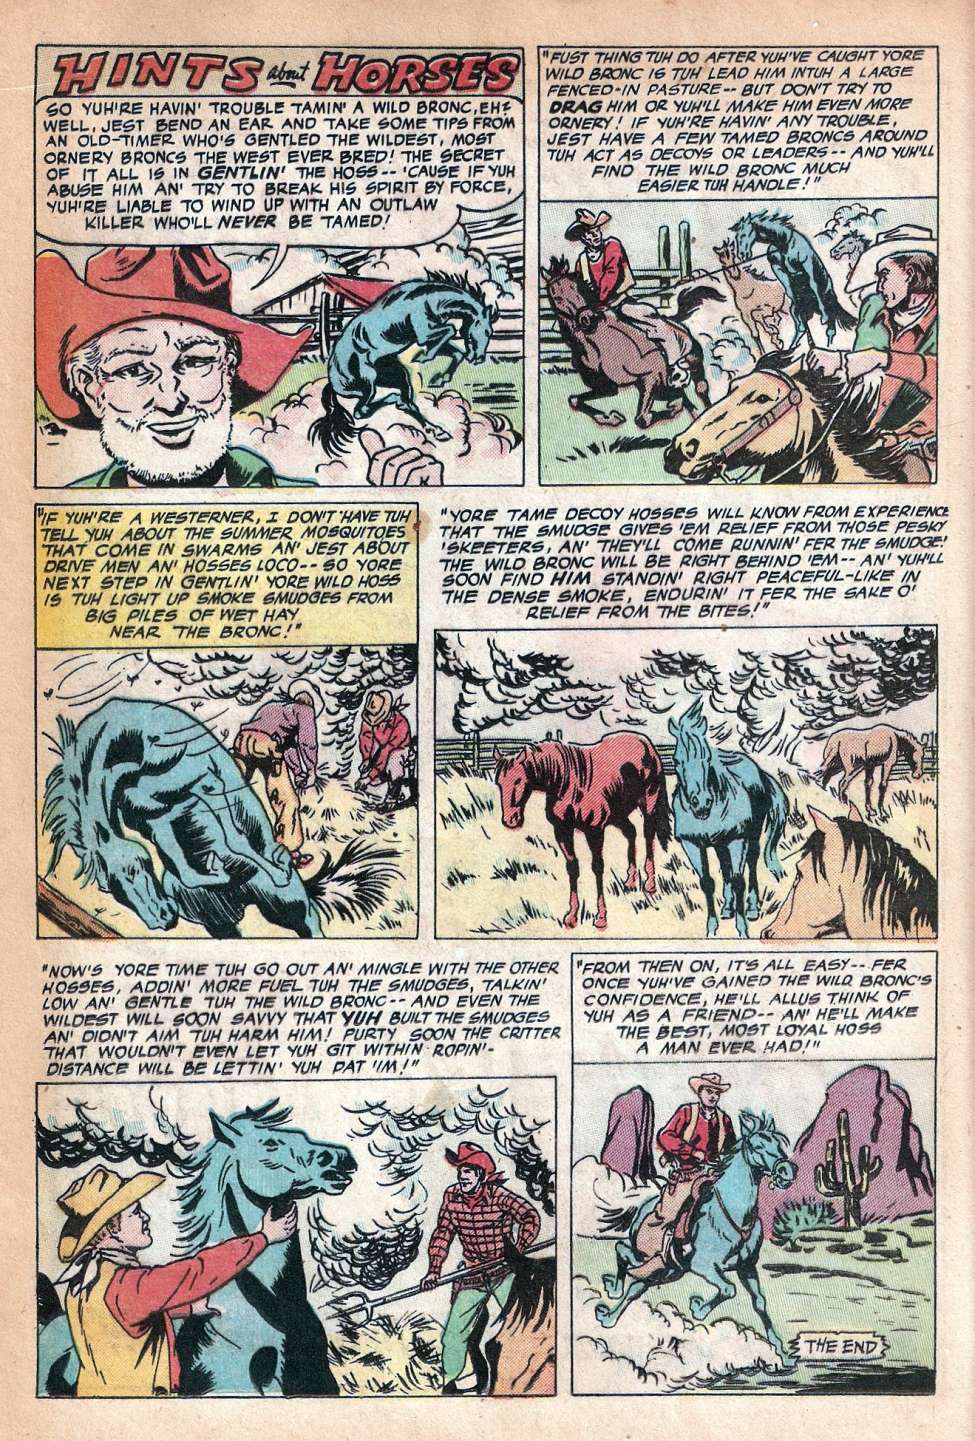 HINTS about HORSES
SO YUH'RE HAVIN' TROUBLE TAMIN' A WILD BRONC, EH?
WELL, JEST BEND AN EAR AND TAKE SOME TIPS FROM
AN OLD-TIMER WHO'S GENTLED THE WILDEST, MOST
ORNERY BRONCS THE WEST EVER BRED! THE SECRET
OF IT ALL IS IN GENTLIN' THE HOSS-- 'CAUSE IF YUH
ABUSE HIM AN' TRY TO BREAK HIS SPIRIT BY FORCE,
YUH'RE LIABLE TO WIND UP WITH AN OUTLAW
KILLER WHO'LL NEVER BE TAMED!
"FUST THING TUH DO AFTER YUH'VE CAUGHT YORE
WILD BRONC IS TUH LEAD HIM INTUH A LARGE
FENCED-IN PASTURE-- BUT DON'T TRY TO
DRAG HIM OR YUH'LL MAKE HIM EVEN MORE
ORNERY! IF YUH'RE HAVIN' ANY TROUBLE,
JEST HAVE A FEW TAMED BRONCS AROUND
TUH ACT AS DECOYS OR LEADERS-- AND YUH'LL
FIND THE WILD BRONC MUCH
EASIER TUH HANDLE!"
"IF YUH'RE A WESTERNER, I DON'T HAVE TUH
TELL YUH ABOUT THE SUMMER MOSQUITOES
THAT COME IN SWARMS AN' JEST ABOUT
DRIVE MEN AN' HOSSES LOCO-- SO YORE
NEXT STEP IN GENTLIN' YORE WILD HOSS
IS TUH LIGHT UP SMOKE SMUDGES FROM
BIG PILES OF WET HAY
NEAR THE BRONC!"
"YORE TAME DECOY HOSSES WILL KNOW FROM EXPERIENCE
THAT THE SMUDGE GIVES 'EM RELIEF FROM THOSE PESKY
'SKEETERS, AN' THEY'LL COME RUNNIN' FER THE SMUDGE!
THE WILD BRONC WILL BE RIGHT BEHIND 'EM-- AN' YUH'LL
SOON FIND HIM STANDIN' RIGHT PEACEFUL-LIKE IN
THE DENSE SMOKE, ENDURIN' IT FER THE SAKE O'
RELIEF FROM THE BITES!"
"NOW'S YORE TIME TUH GO OUT AN' MINGLE WITH THE OTHER
HOSSES, ADDIN' MORE FUEL TUH THE SMUDGES, TALKIN'
LOW AN' GENTLE TUH THE WILD BRONC-- AND EVEN THE
WILDEST WILL SOON SAVVY THAT YUH BUILT THE SMUDGES
AN' DIDN'T AIM TUH HARM HIM! PURTY SOON THE CRITTER
THAT WOULDN'T EVEN LET YUH GIT WITHIN ROPIN'-
DISTANCE WILL BE LETTIN' YUH PAT 'IM!"
"FROM THEN ON, IT'S ALL EASY-- FER
ONCE YUH'VE GAINED THE WILD BRONC'S
CONFIDENCE, HE'LL ALLUS THINK OF
YUH AS A FRIEND-- AN' HE'LL MAKE
THE BEST, MOST LOYAL HOSS
A MAN EVER HAD!"
THE END